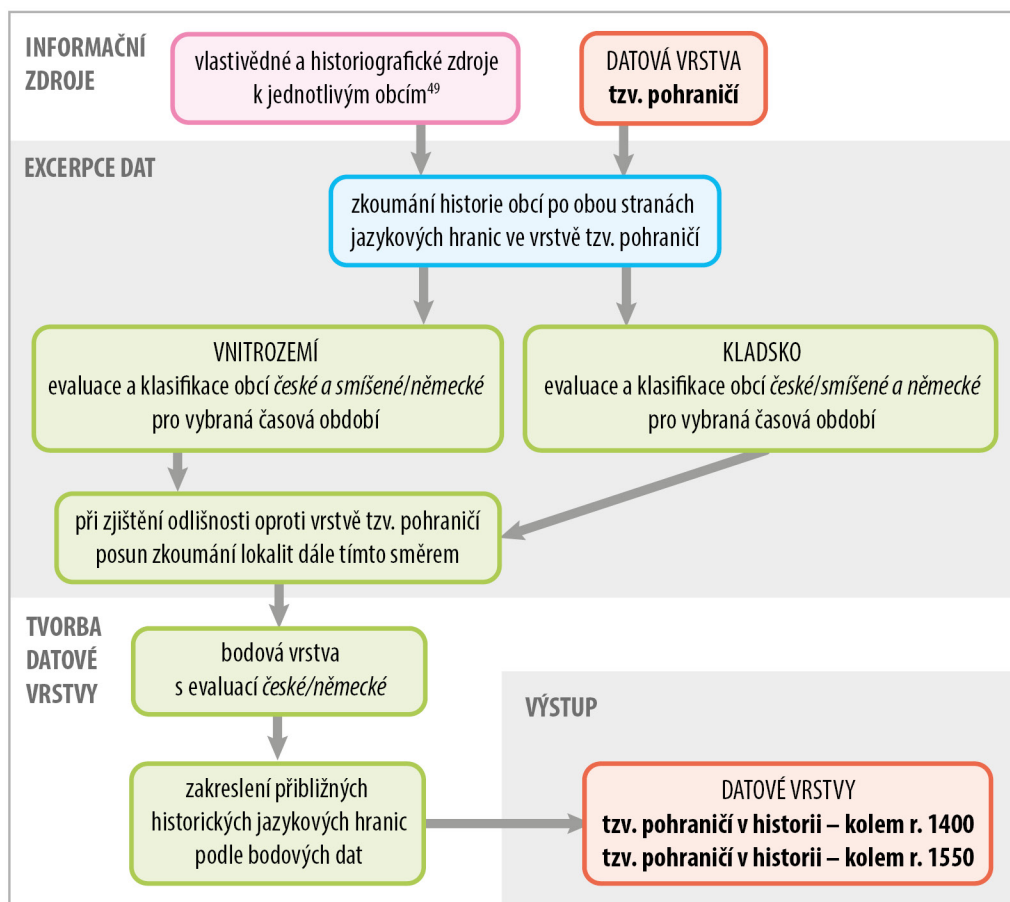 INFORMAČNÍ
ZDROJE
vlastivědné a historiografické zdroje
k jednotlivým obcím⁴⁹
DATOVÁ VRSTVA
tzv. pohraničí
EXCERPCE DAT
zkoumání historie obcí po obou stranách
jazykových hranic ve vrstvě tzv. pohraničí
VNITROZEMÍ
evaluace a klasifikace obcí české a smíšené/německé
pro vybraná časová období
KLADSKO
evaluace a klasifikace obcí české/smíšené a německé
pro vybraná časová období
při zjištění odlišnosti oproti vrstvě tzv. pohraničí
posun zkoumání lokalit dále tímto směrem
TVORBA
DATOVÉ
VRSTVY
bodová vrstva
s evaluací české/německé
zakreslení přibližných
historických jazykových hranic
podle bodových dat
VÝSTUP
DATOVÉ VRSTVY
tzv. pohraničí v historii – kolem r. 1400
tzv. pohraničí v historii – kolem r. 1550